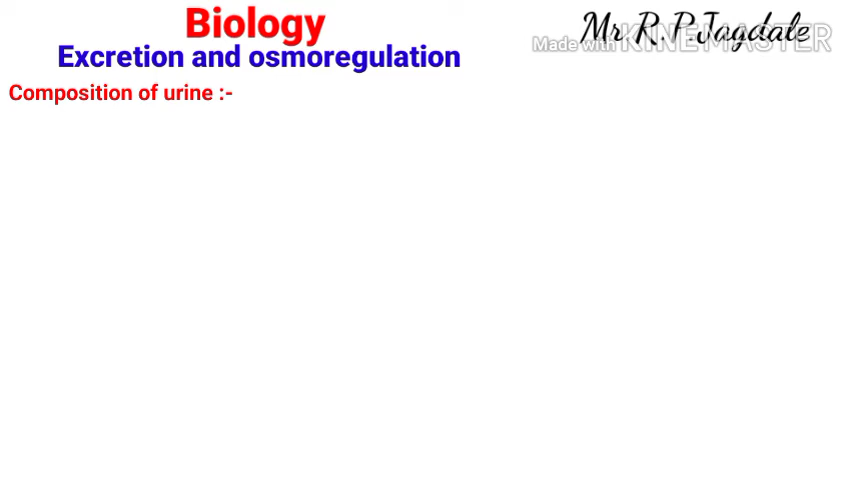 Biology
Mr R.P.Jagdale
Made with KINEMASTER
Excretion and osmoregulation
Composition of urine :-